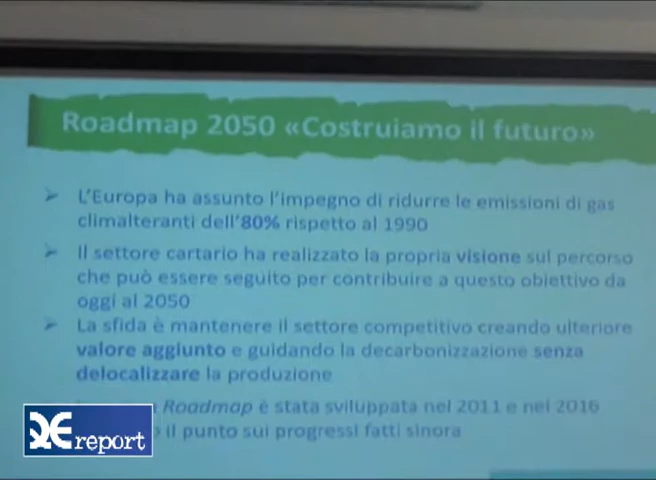 Roadmap 2050 «Costruiamo il futuro»
L'Europa ha assunto l'impegno di ridurre le emissioni di gas
climalteranti dell'80% rispetto al 1990
Il settore cartario ha realizzato la propria visione sul percorso
che può essere seguito per contribuire a questo obiettivo da
oggi al 2050
La sfida è mantenere il settore competitivo creando ulteriore
valore aggiunto e guidando la decarbonizzazione senza
delocalizzare la produzione
Roadmap è stata sviluppata nel 2011 e nel 2016
il punto sui progressi fatti sinora
report